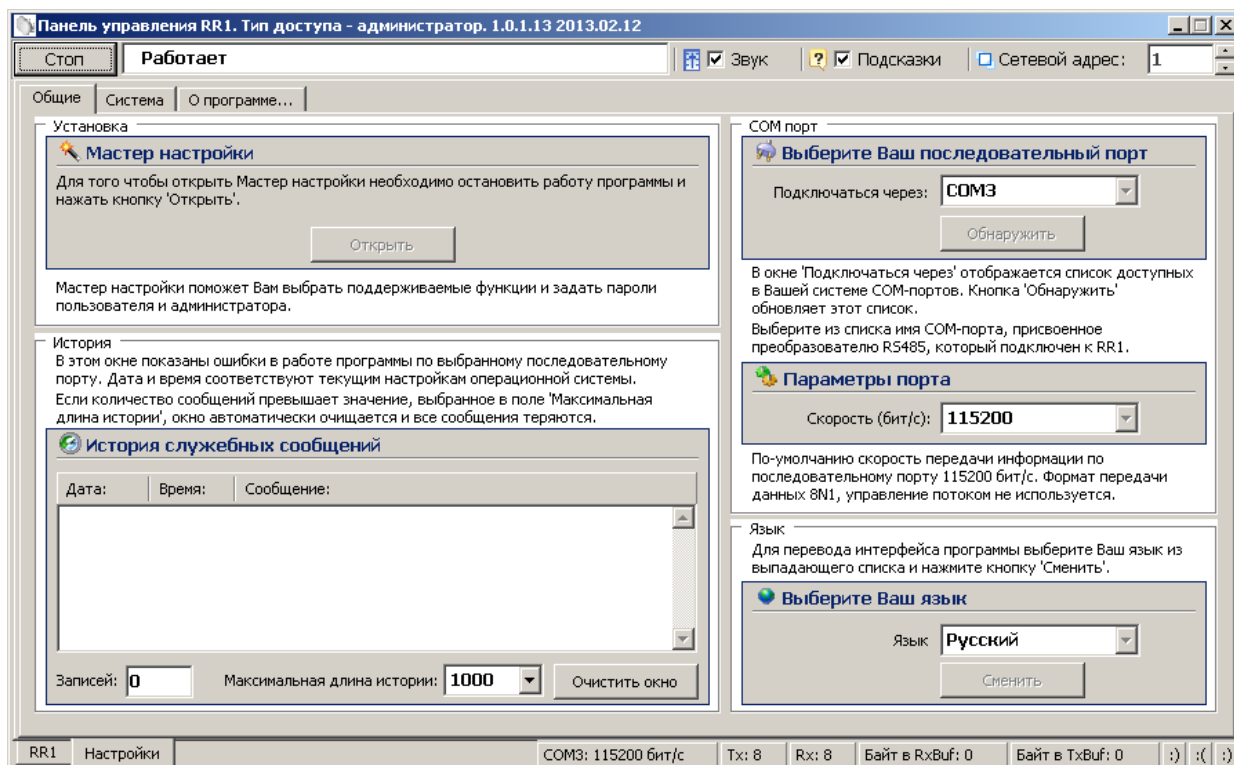 Панель управления RR1. Тип доступа - администратор. 1.0.1.13 2013.02.12
Стоп
Работает
Звук
Подсказки
Сетевой адрес:
1
Общие
Система
О программе...
Установка
Мастер настройки
Для того чтобы открыть Мастер настройки необходимо остановить работу программы и
нажать кнопку 'Открыть'.
Открыть
Мастер настройки поможет Вам выбрать поддерживаемые функции и задать пароли
пользователя и администратора.
История
В этом окне показаны ошибки в работе программы по выбранному последовательному
порту. Дата и время соответствуют текущим настройкам операционной системы.
Если количество сообщений превышает значение, выбранное в поле 'Максимальная
длина истории', окно автоматически очищается и все сообщения теряются.
История служебных сообщений
Дата:
Время:
Сообщение:
Записей: 0
Максимальная длина истории: 1000
Очистить окно
COM порт
Выберите Ваш последовательный порт
Подключаться через: COM3
Обнаружить
В окне 'Подключаться через' отображается список доступных
в Вашей системе COM-портов. Кнопка 'Обнаружить'
обновляет этот список.
Выберите из списка имя COM-порта, присвоенное
преобразователю RS485, который подключен к RR1.
Параметры порта
Скорость (бит/с): 115200
По-умолчанию скорость передачи информации по
последовательному порту 115200 бит/с. Формат передачи
данных 8N1, управление потоком не используется.
Язык
Для перевода интерфейса программы выберите Ваш язык из
выпадающего списка и нажмите кнопку 'Сменить'.
Выберите Ваш язык
Язык Русский
Сменить
RR1
Настройки
COM3: 115200 бит/с
Tx: 8
Rx: 8
Байт в RxBuf: 0
Байт в TxBuf: 0
:)
:(
:)